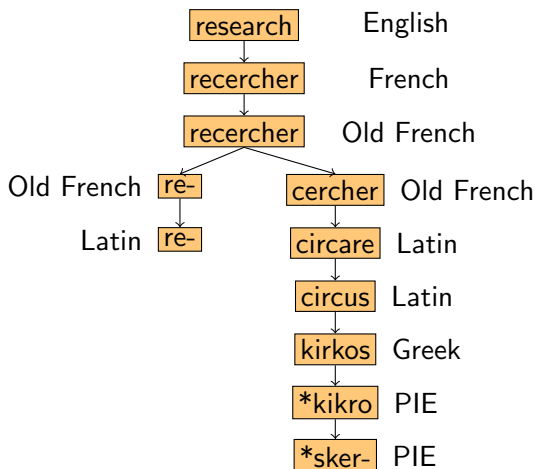 research English
recercher French
recercher Old French
Old French re- cercher Old French
Latin re- circare Latin
circus Latin
kirkos Greek
*kikro PIE
*sker- PIE